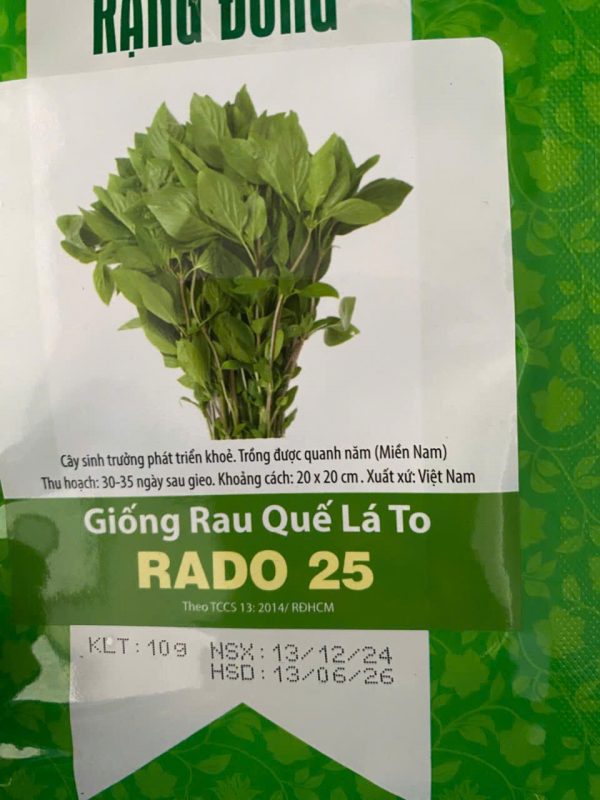 RẠNG ĐÔNG
Cây sinh trưởng phát triển khoẻ. Trồng được quanh năm (Miền Nam)
Thu hoạch: 30-35 ngày sau gieo. Khoảng cách: 20 x 20 cm . Xuất xứ: Việt Nam
Giống Rau Quế Lá To
RADO 25
Theo TCCS 13: 2014/ RĐHCM
KLT: 10g NSX: 13/12/24
HSD: 13/06/26